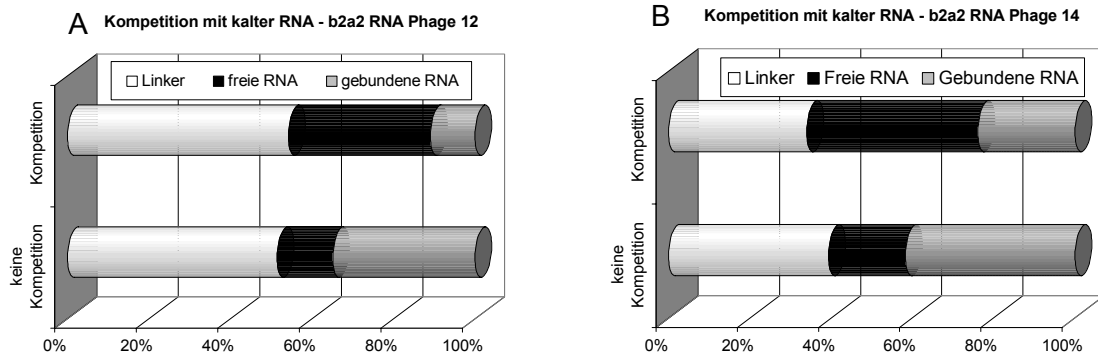 A
Kompetition mit kalter RNA - b2a2 RNA Phage 12
Linker freie RNA gebundene RNA
Kompetition
keine
Kompetition
0% 20% 40% 60% 80% 100%
B
Kompetition mit kalter RNA - b2a2 RNA Phage 14
Linker Freie RNA Gebundene RNA
Kompetition
keine
Kompetition
0% 20% 40% 60% 80% 100%